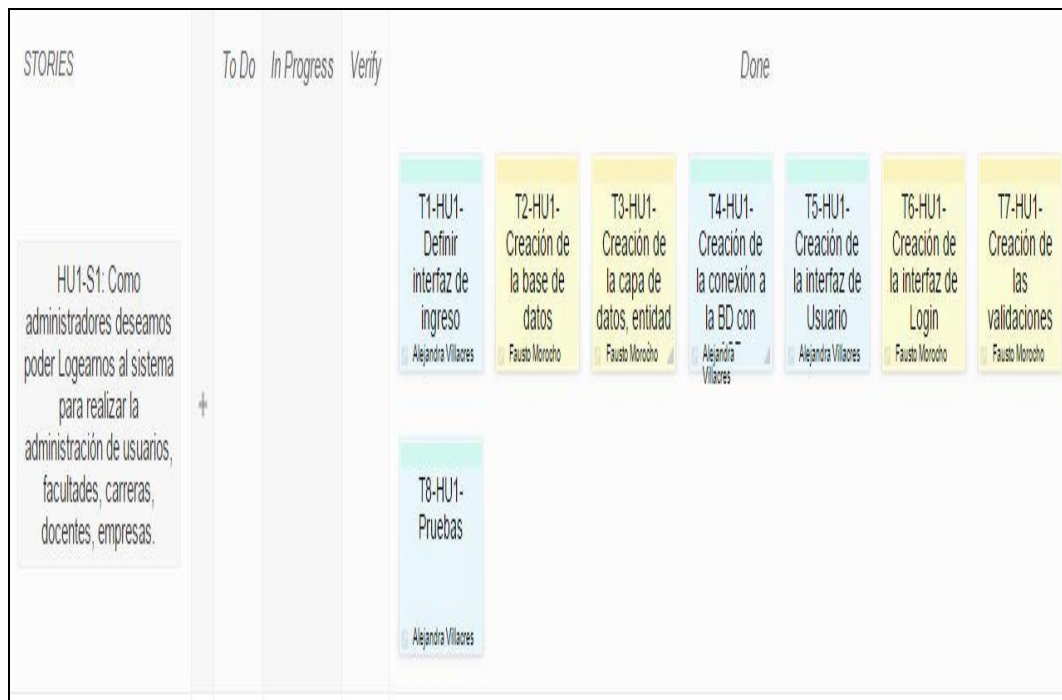 STORIES
To Do
In Progress
Verify
Done
HU1-S1: Como
administradores deseamos
poder Logearnos al sistema
para realizar la
administración de usuarios,
facultades, carreras,
docentes, empresas.
+
T1-HU1-
Definir
interfaz de
ingreso
Alejandra Villacres
T2-HU1-
Creación de
la base de
datos
Fausto Morocho
T3-HU1-
Creación de
la capa de
datos, entidad
Fausto Morocho
T4-HU1-
Creación de
la conexión a
la BD con
Alejandra
Villacres
T5-HU1-
Creación de
la interfaz de
Usuario
Alejandra Villacres
T6-HU1-
Creación de
la interfaz de
Login
Fausto Morocho
T7-HU1-
Creación de
las
validaciones
Fausto Morocho
T8-HU1-
Pruebas
Alejandra Villacres